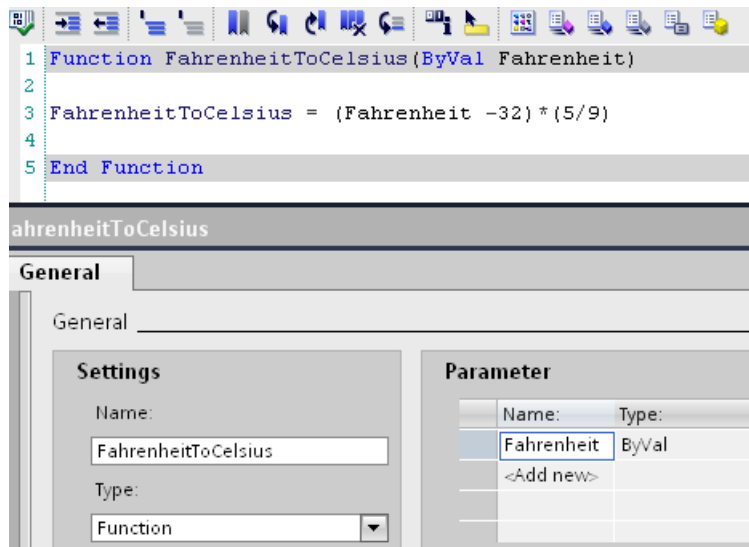 1 Function FahrenheitToCelsius(ByVal Fahrenheit)
2
3 FahrenheitToCelsius = (Fahrenheit -32)*(5/9)
4
5 End Function
ahrenheitToCelsius
General
General
Settings
Name:
FahrenheitToCelsius
Type:
Function
Parameter
Name: Type:
Fahrenheit ByVal
<Add new>